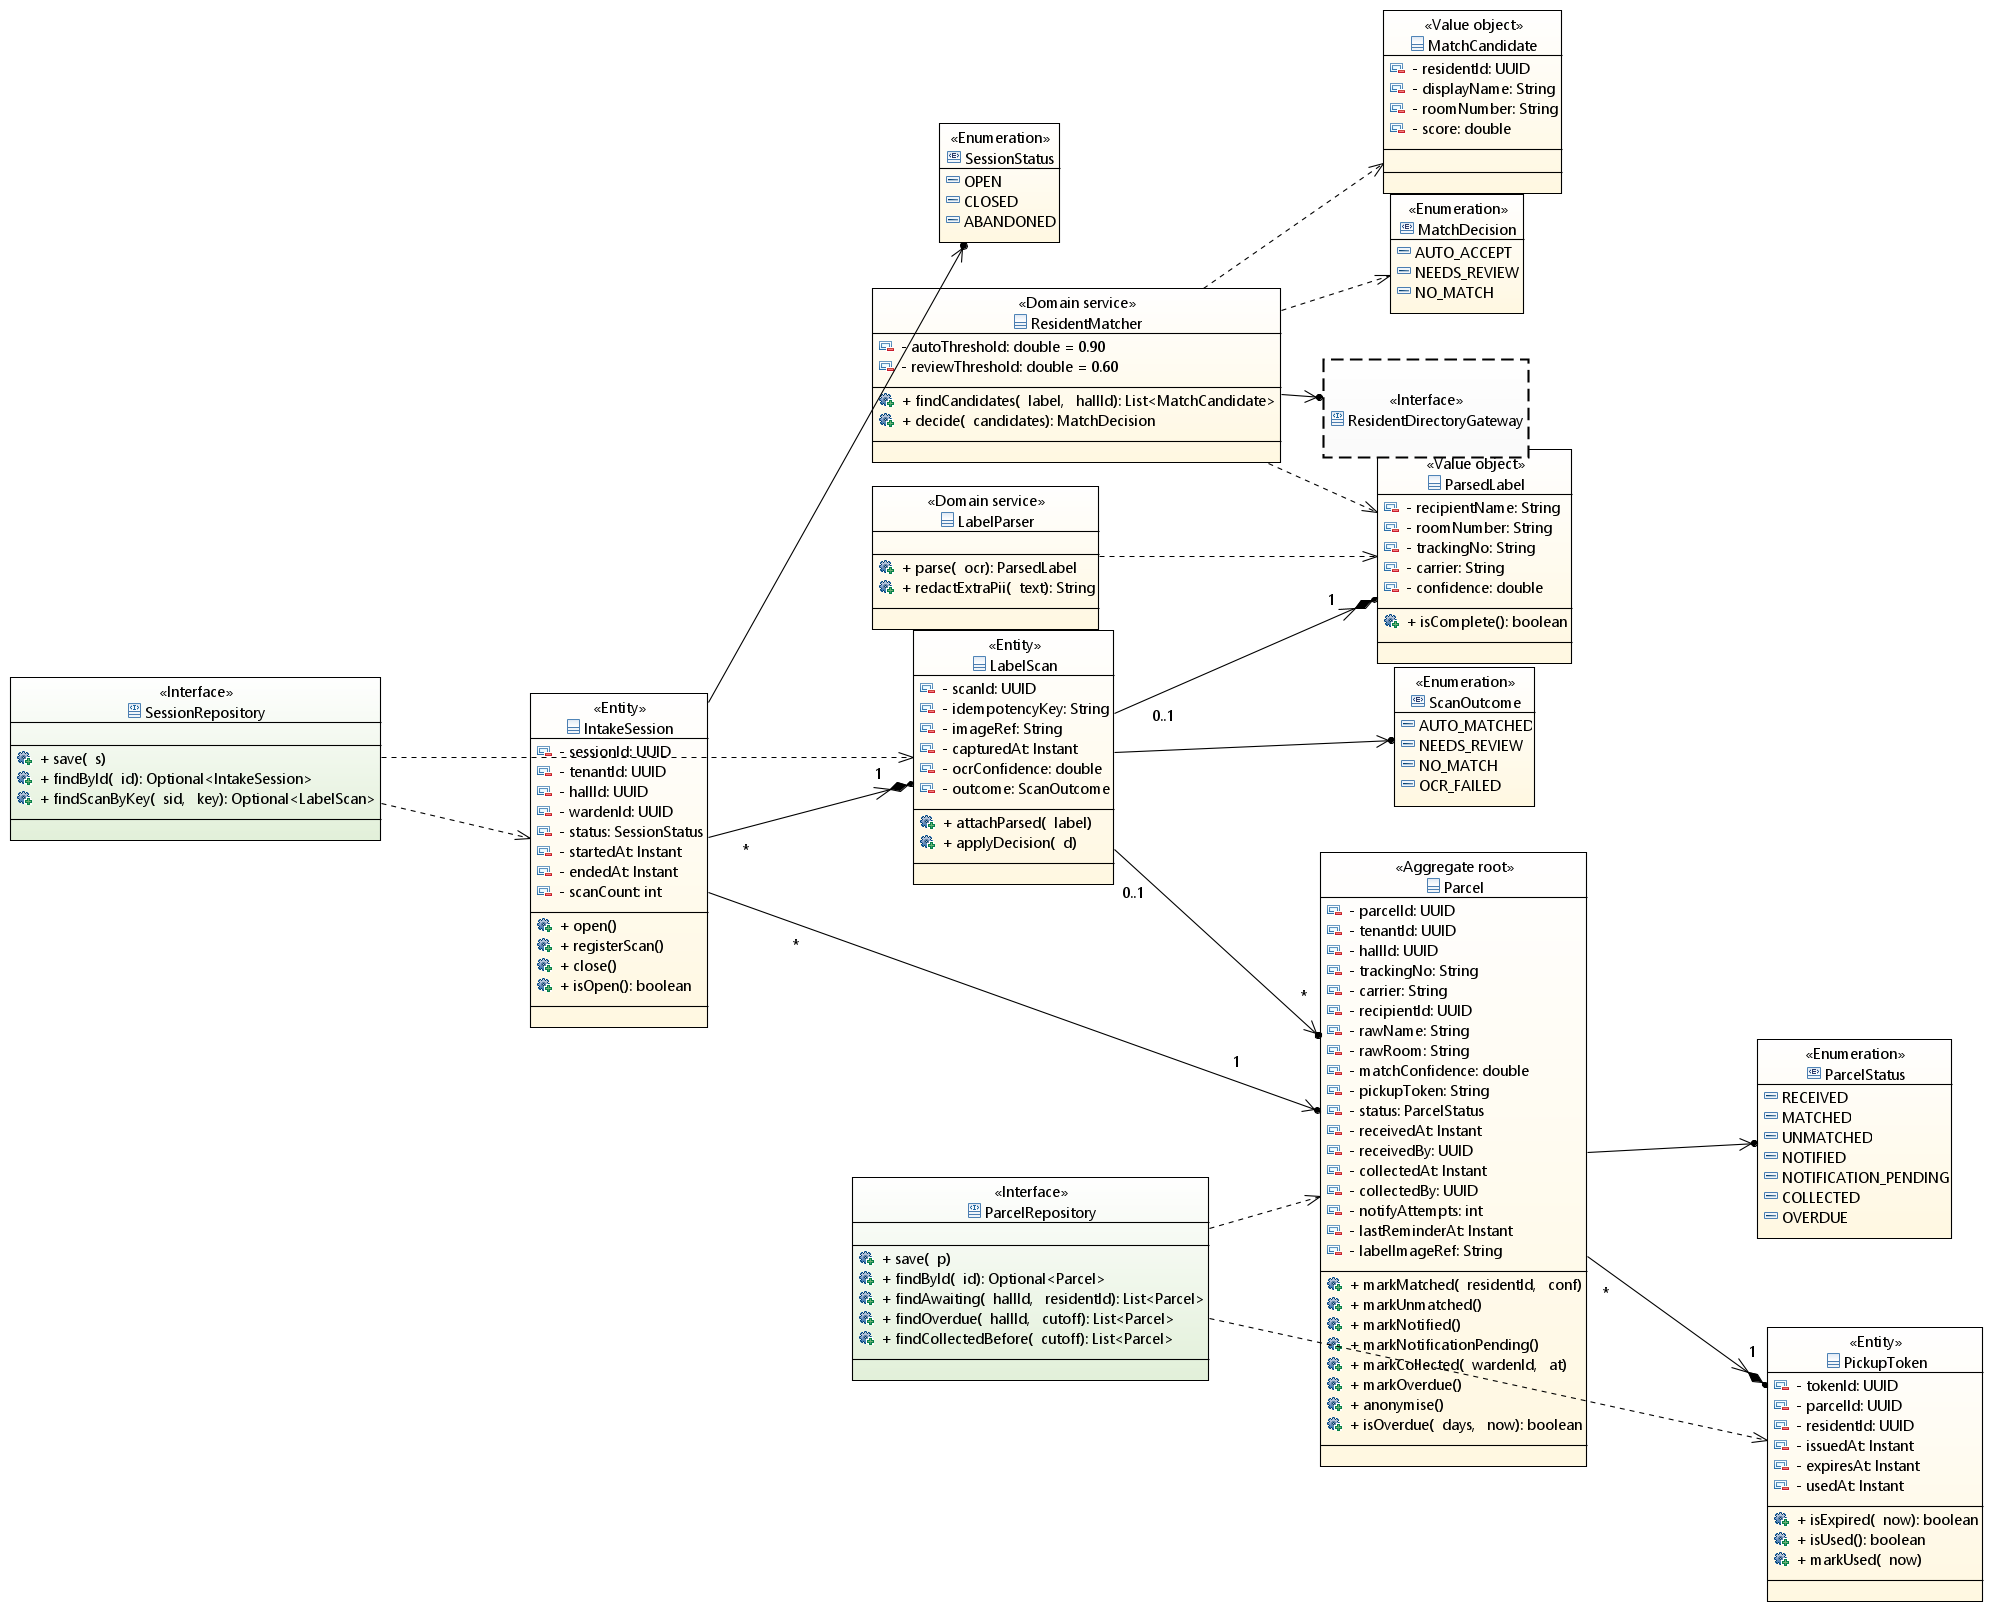 «Value object»
MatchCandidate
- residentId: UUID
- displayName: String
- roomNumber: String
- score: double
«Enumeration»
SessionStatus
OPEN
CLOSED
ABANDONED
«Enumeration»
MatchDecision
AUTO_ACCEPT
NEEDS_REVIEW
NO_MATCH
«Domain service»
ResidentMatcher
- autoThreshold: double = 0.90
- reviewThreshold: double = 0.60
+ findCandidates( label, hallId): List<MatchCandidate>
+ decide( candidates): MatchDecision
«Interface»
ResidentDirectoryGateway
«Value object»
ParsedLabel
- recipientName: String
- roomNumber: String
- trackingNo: String
- carrier: String
- confidence: double
+ isComplete(): boolean
«Domain service»
LabelParser
+ parse( ocr): ParsedLabel
+ redactExtraPii( text): String
1
0..1
«Entity»
LabelScan
- scanId: UUID
- idempotencyKey: String
- imageRef: String
- capturedAt: Instant
- ocrConfidence: double
- outcome: ScanOutcome
+ attachParsed( label)
+ applyDecision( d)
«Enumeration»
ScanOutcome
AUTO_MATCHED
NEEDS_REVIEW
NO_MATCH
OCR_FAILED
«Interface»
SessionRepository
+ save( s)
+ findById( id): Optional<IntakeSession>
+ findScanByKey( sid, key): Optional<LabelScan>
«Entity»
IntakeSession
- sessionId: UUID
- tenantId: UUID
- hallId: UUID
- wardenId: UUID
- status: SessionStatus
- startedAt: Instant
- endedAt: Instant
- scanCount: int
+ open()
+ registerScan()
+ close()
+ isOpen(): boolean
1
*
0..1
*
*
1
«Aggregate root»
Parcel
- parcelId: UUID
- tenantId: UUID
- hallId: UUID
- trackingNo: String
- carrier: String
- recipientId: UUID
- rawName: String
- rawRoom: String
- matchConfidence: double
- pickupToken: String
- status: ParcelStatus
- receivedAt: Instant
- receivedBy: UUID
- collectedAt: Instant
- collectedBy: UUID
- notifyAttempts: int
- lastReminderAt: Instant
- labelImageRef: String
+ markMatched( residentId, conf)
+ markUnmatched()
+ markNotified()
+ markNotificationPending()
+ markCollected( wardenId, at)
+ markOverdue()
+ anonymise()
+ isOverdue( days, now): boolean
«Enumeration»
ParcelStatus
RECEIVED
MATCHED
UNMATCHED
NOTIFIED
NOTIFICATION_PENDING
COLLECTED
OVERDUE
«Interface»
ParcelRepository
+ save( p)
+ findById( id): Optional<Parcel>
+ findAwaiting( hallId, residentId): List<Parcel>
+ findOverdue( hallId, cutoff): List<Parcel>
+ findCollectedBefore( cutoff): List<Parcel>
*
1
«Entity»
PickupToken
- tokenId: UUID
- parcelId: UUID
- residentId: UUID
- issuedAt: Instant
- expiresAt: Instant
- usedAt: Instant
+ isExpired( now): boolean
+ isUsed(): boolean
+ markUsed( now)